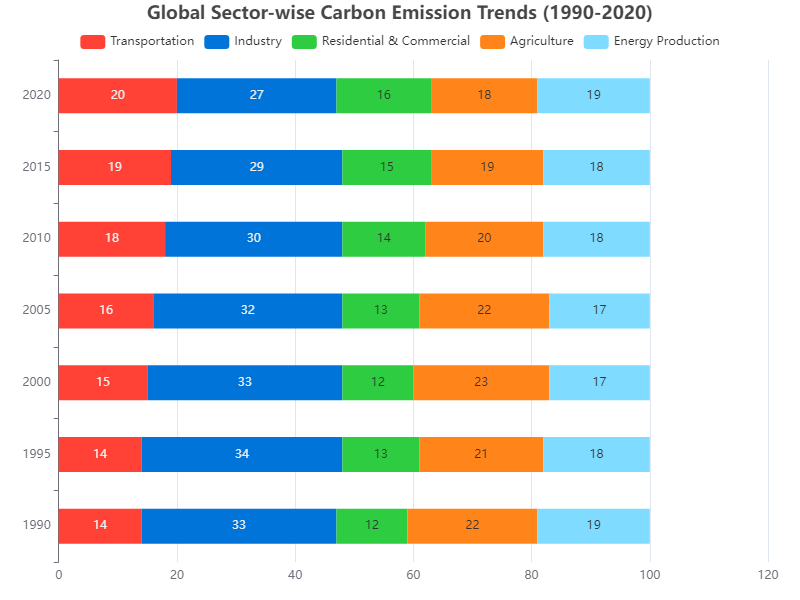 Global Sector-wise Carbon Emission Trends (1990-2020)
Transportation Industry Residential & Commercial Agriculture Energy Production
2020 20 27 16 18 19
2015 19 29 15 19 18
2010 18 30 14 20 18
2005 16 32 13 22 17
2000 15 33 12 23 17
1995 14 34 13 21 18
1990 14 33 12 22 19
0 20 40 60 80 100 120